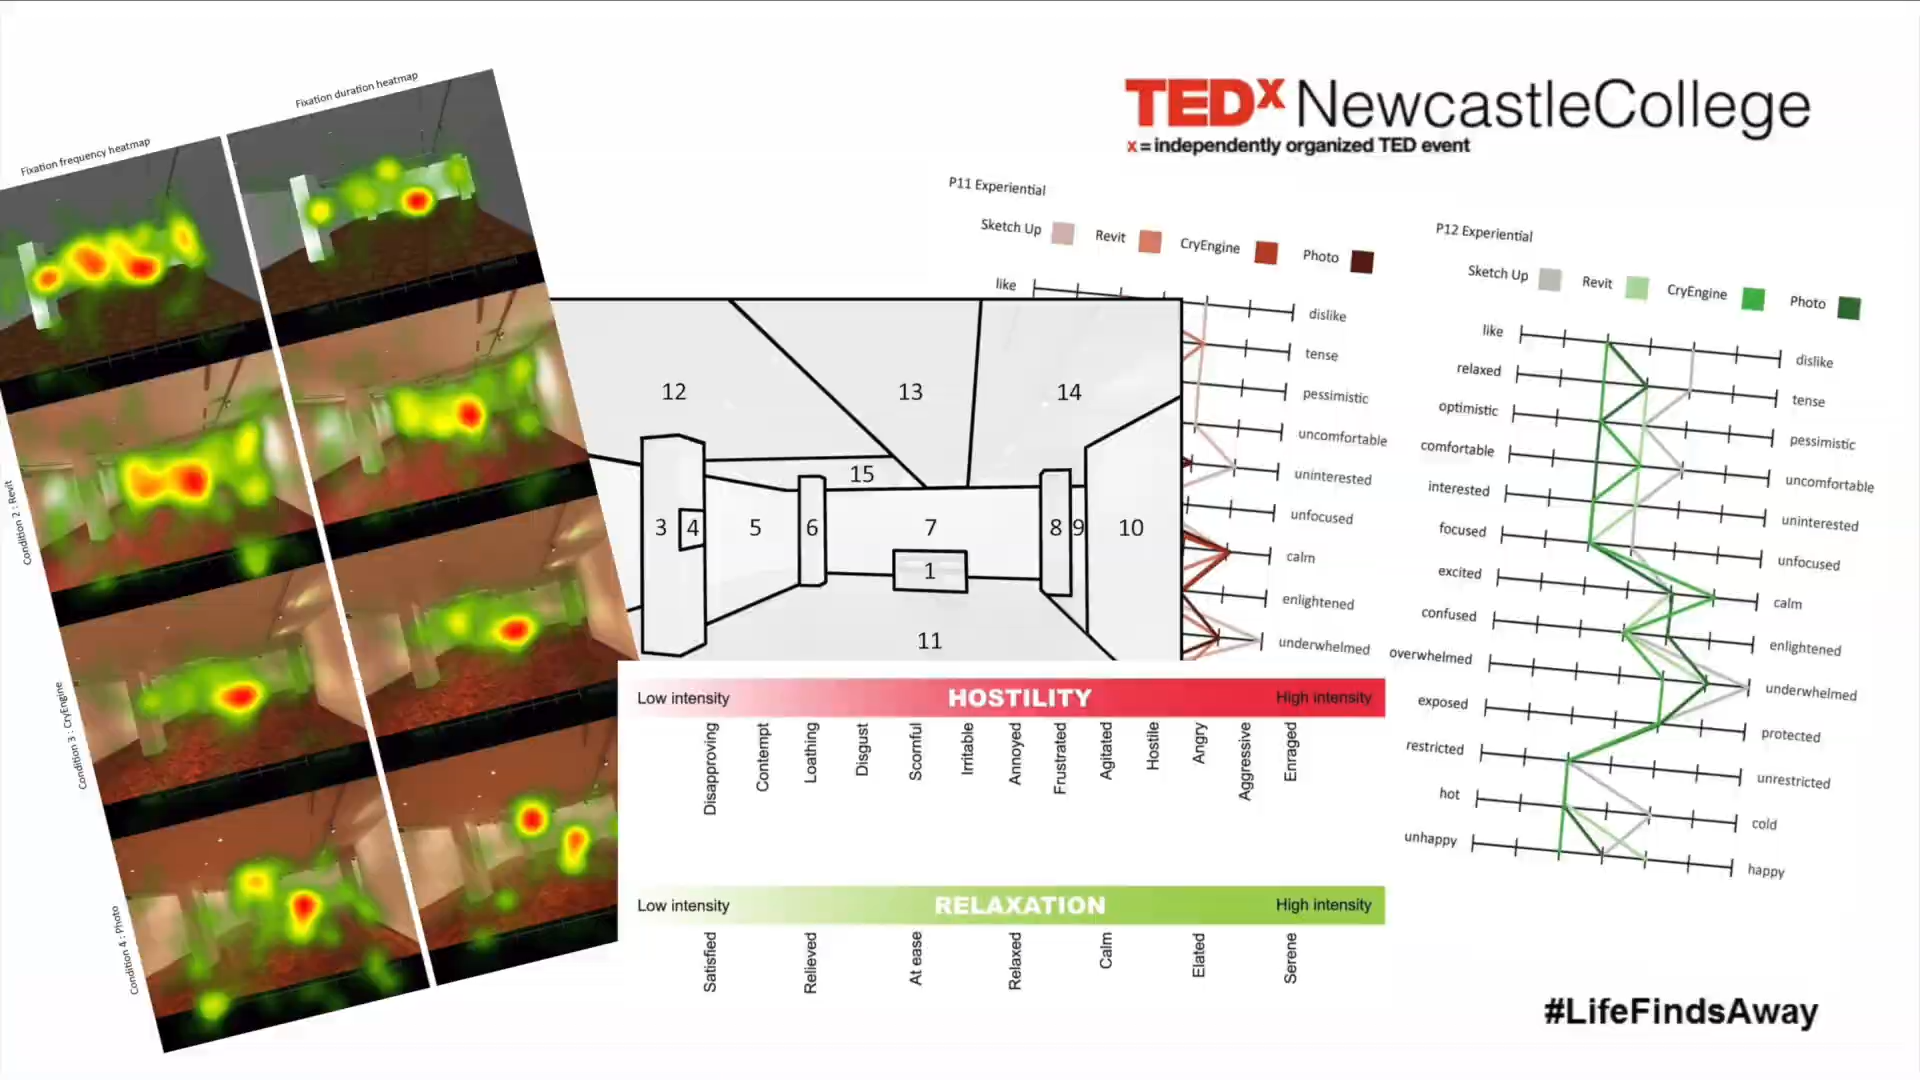 TEDx NewcastleCollege
x = independently organized TED event
Fixation frequency heatmap
Fixation duration heatmap
Condition 2 : Revit
Condition 3 : CryEngine
Condition 4 : Photo
12
13
14
15
3
4
5
6
7
8
9
10
1
11
P11 Experiential
Sketch Up
Revit
CryEngine
Photo
like
dislike
tense
pessimistic
uncomfortable
uninterested
unfocused
calm
enlightened
underwhelmed
P12 Experiential
Sketch Up
Revit
CryEngine
Photo
like
dislike
relaxed
tense
optimistic
pessimistic
comfortable
uncomfortable
interested
uninterested
focused
unfocused
excited
calm
confused
enlightened
overwhelmed
underwhelmed
exposed
protected
restricted
unrestricted
hot
cold
unhappy
happy
Low intensity
HOSTILITY
High intensity
Disapproving
Contempt
Loathing
Disgust
Scornful
Irritable
Annoyed
Frustrated
Agitated
Hostile
Angry
Aggressive
Enraged
Low intensity
RELAXATION
High intensity
Satisfied
Relieved
At ease
Relaxed
Calm
Elated
Serene
#LifeFindsAway